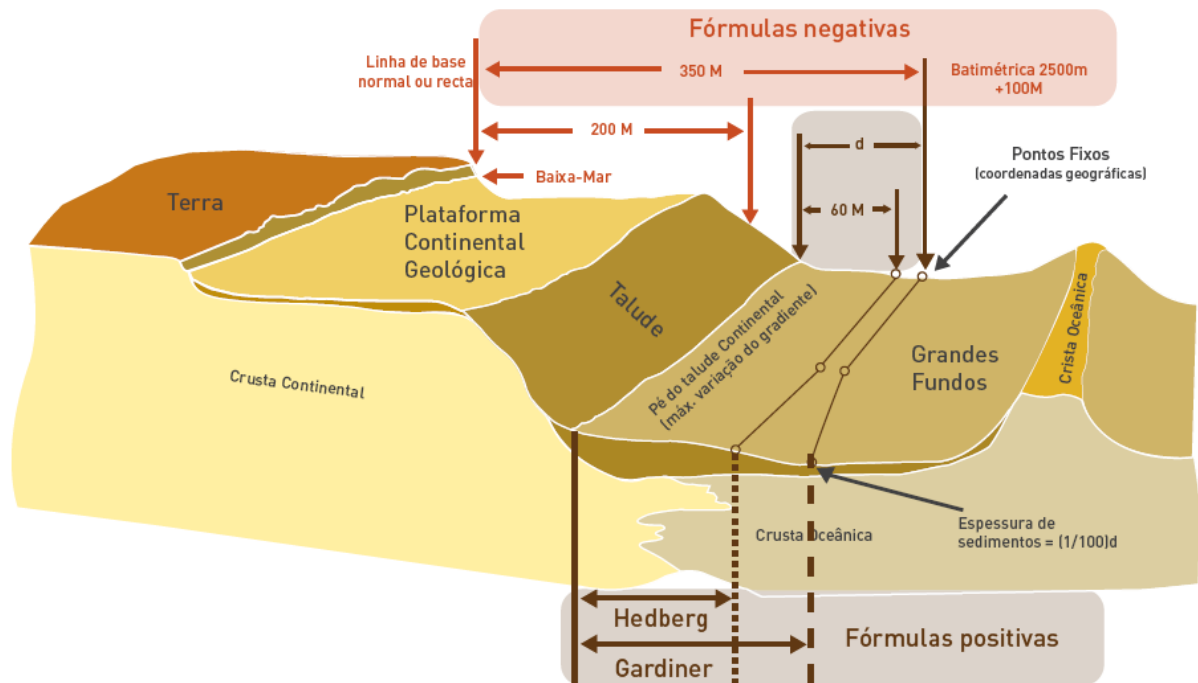 Fórmulas negativas
Linha de base
normal ou recta
350 M
Batimétrica 2500m
+100M
200 M
d
Pontos Fixos
(coordenadas geográficas)
Baixa-Mar
60 M
Terra
Plataforma
Continental
Geológica
Talude
Pé do talude Continental
(máx. variação do gradiente)
Grandes
Fundos
Crista Oceânica
Crusta Continental
Crusta Oceânica
Espessura de
sedimentos = (1/100)d
Hedberg
Gardiner
Fórmulas positivas